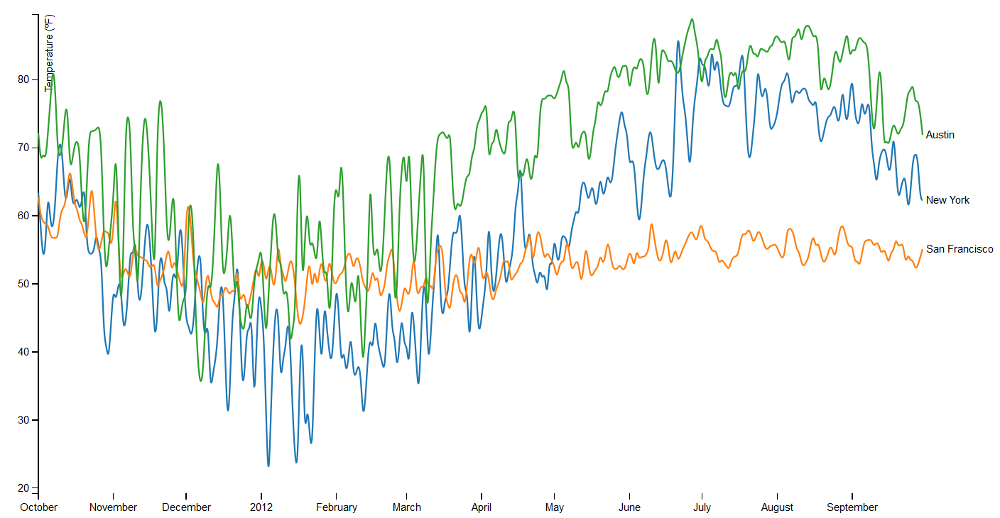 Temperature (ºF)
80
70
60
50
40
30
20
Austin
New York
San Francisco
October November December 2012 February March April May June July August September